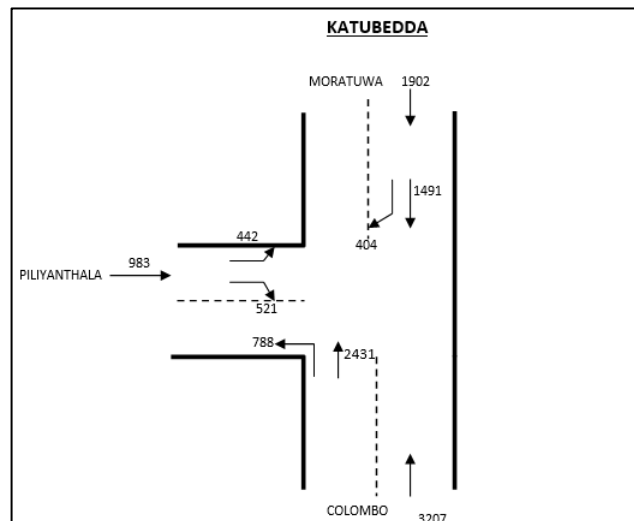 KATUBEDDA
MORATUWA 1902
1491
442
404
983
PILIYANTHALA
521
788
2431
COLOMBO
3207